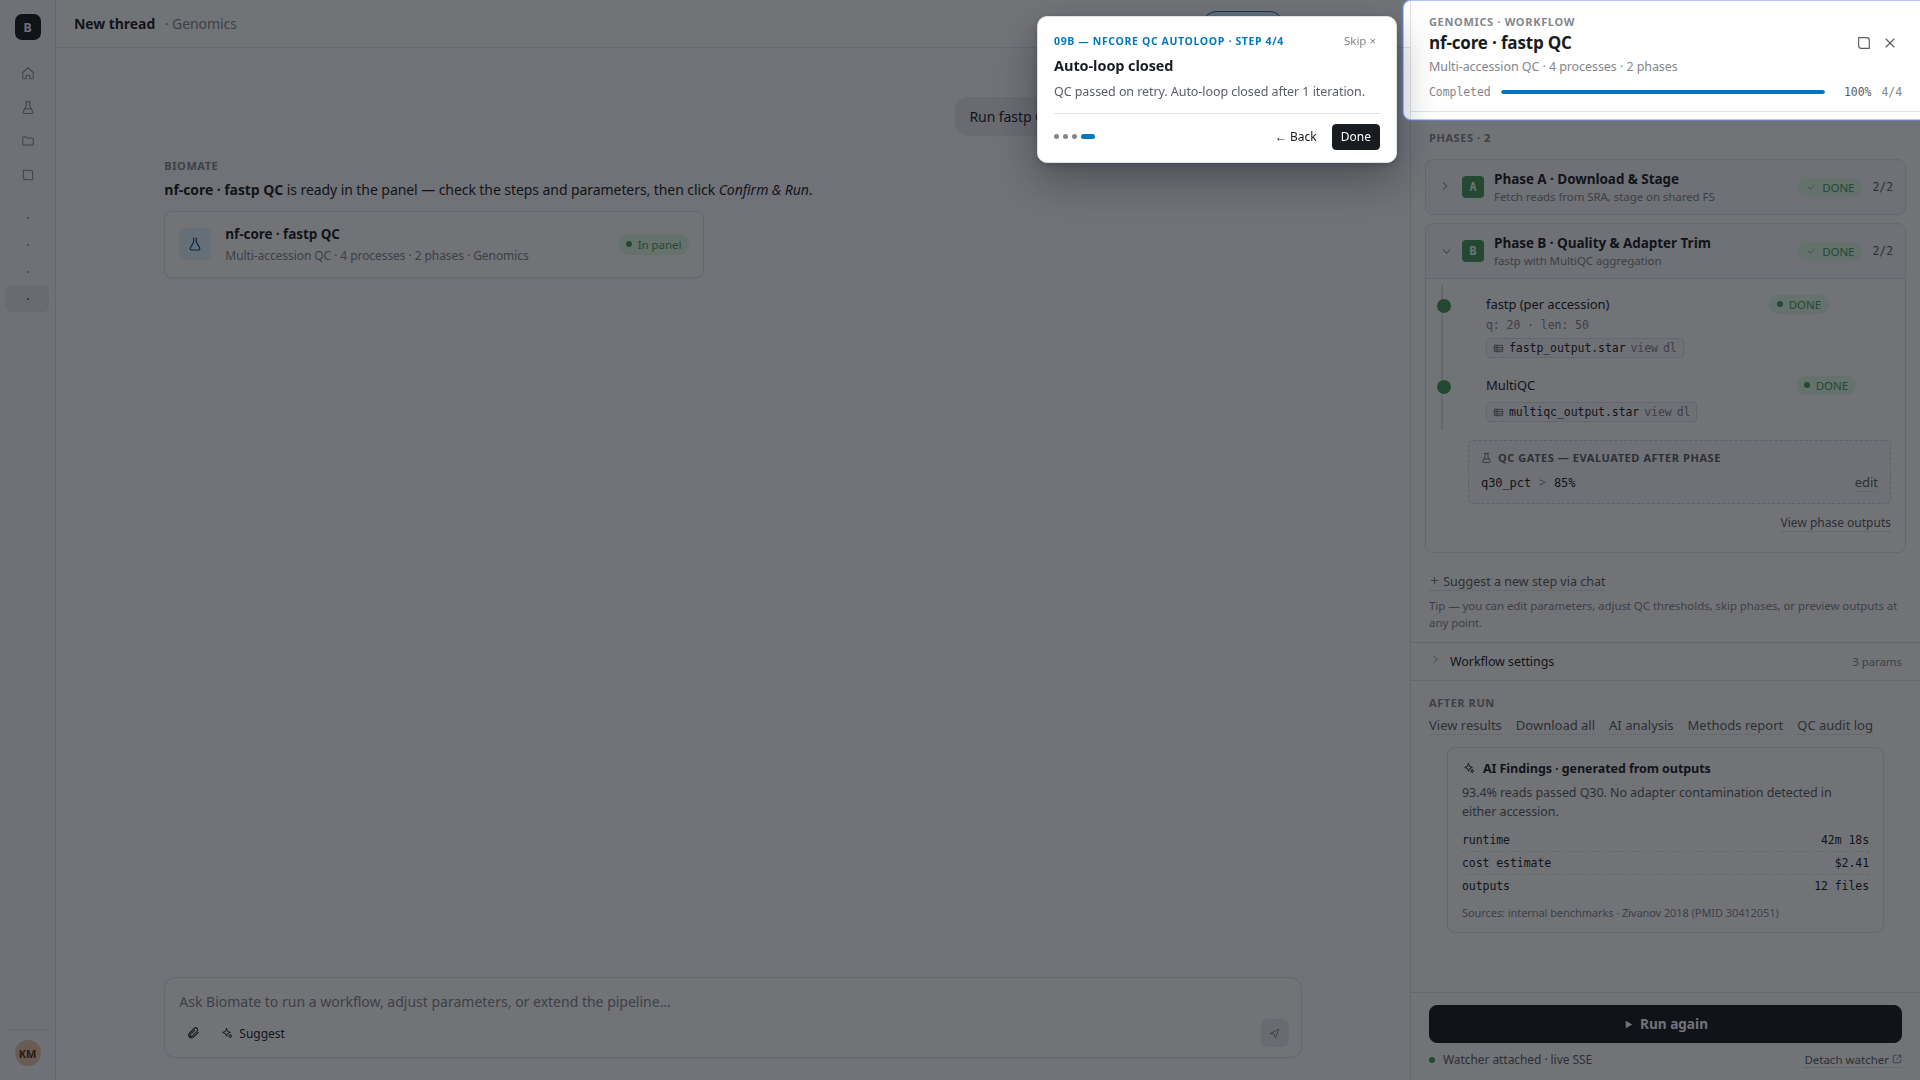 B
New thread · Genomics
Run fastp
BIOMATE
nf-core · fastp QC is ready in the panel — check the steps and parameters, then click Confirm & Run.
nf-core · fastp QC
Multi-accession QC · 4 processes · 2 phases · Genomics
In panel
Ask Biomate to run a workflow, adjust parameters, or extend the pipeline...
Suggest
KM
09B — NFCORE QC AUTOLOOP · STEP 4/4
Skip ×
Auto-loop closed
QC passed on retry. Auto-loop closed after 1 iteration.
← Back
Done
GENOMICS · WORKFLOW
nf-core · fastp QC
Multi-accession QC · 4 processes · 2 phases
Completed 100% 4/4
PHASES · 2
A
Phase A · Download & Stage
Fetch reads from SRA, stage on shared FS
DONE 2/2
B
Phase B · Quality & Adapter Trim
fastp with MultiQC aggregation
DONE 2/2
fastp (per accession)
DONE
q: 20 · len: 50
fastp_output.star view dl
MultiQC
DONE
multiqc_output.star view dl
QC GATES — EVALUATED AFTER PHASE
q30_pct > 85%
edit
View phase outputs
+ Suggest a new step via chat
Tip — you can edit parameters, adjust QC thresholds, skip phases, or preview outputs at
any point.
Workflow settings
3 params
AFTER RUN
View results Download all AI analysis Methods report QC audit log
AI Findings · generated from outputs
93.4% reads passed Q30. No adapter contamination detected in
either accession.
runtime 42m 18s
cost estimate $2.41
outputs 12 files
Sources: internal benchmarks · Zivanov 2018 (PMID 30412051)
Run again
Watcher attached · live SSE
Detach watcher